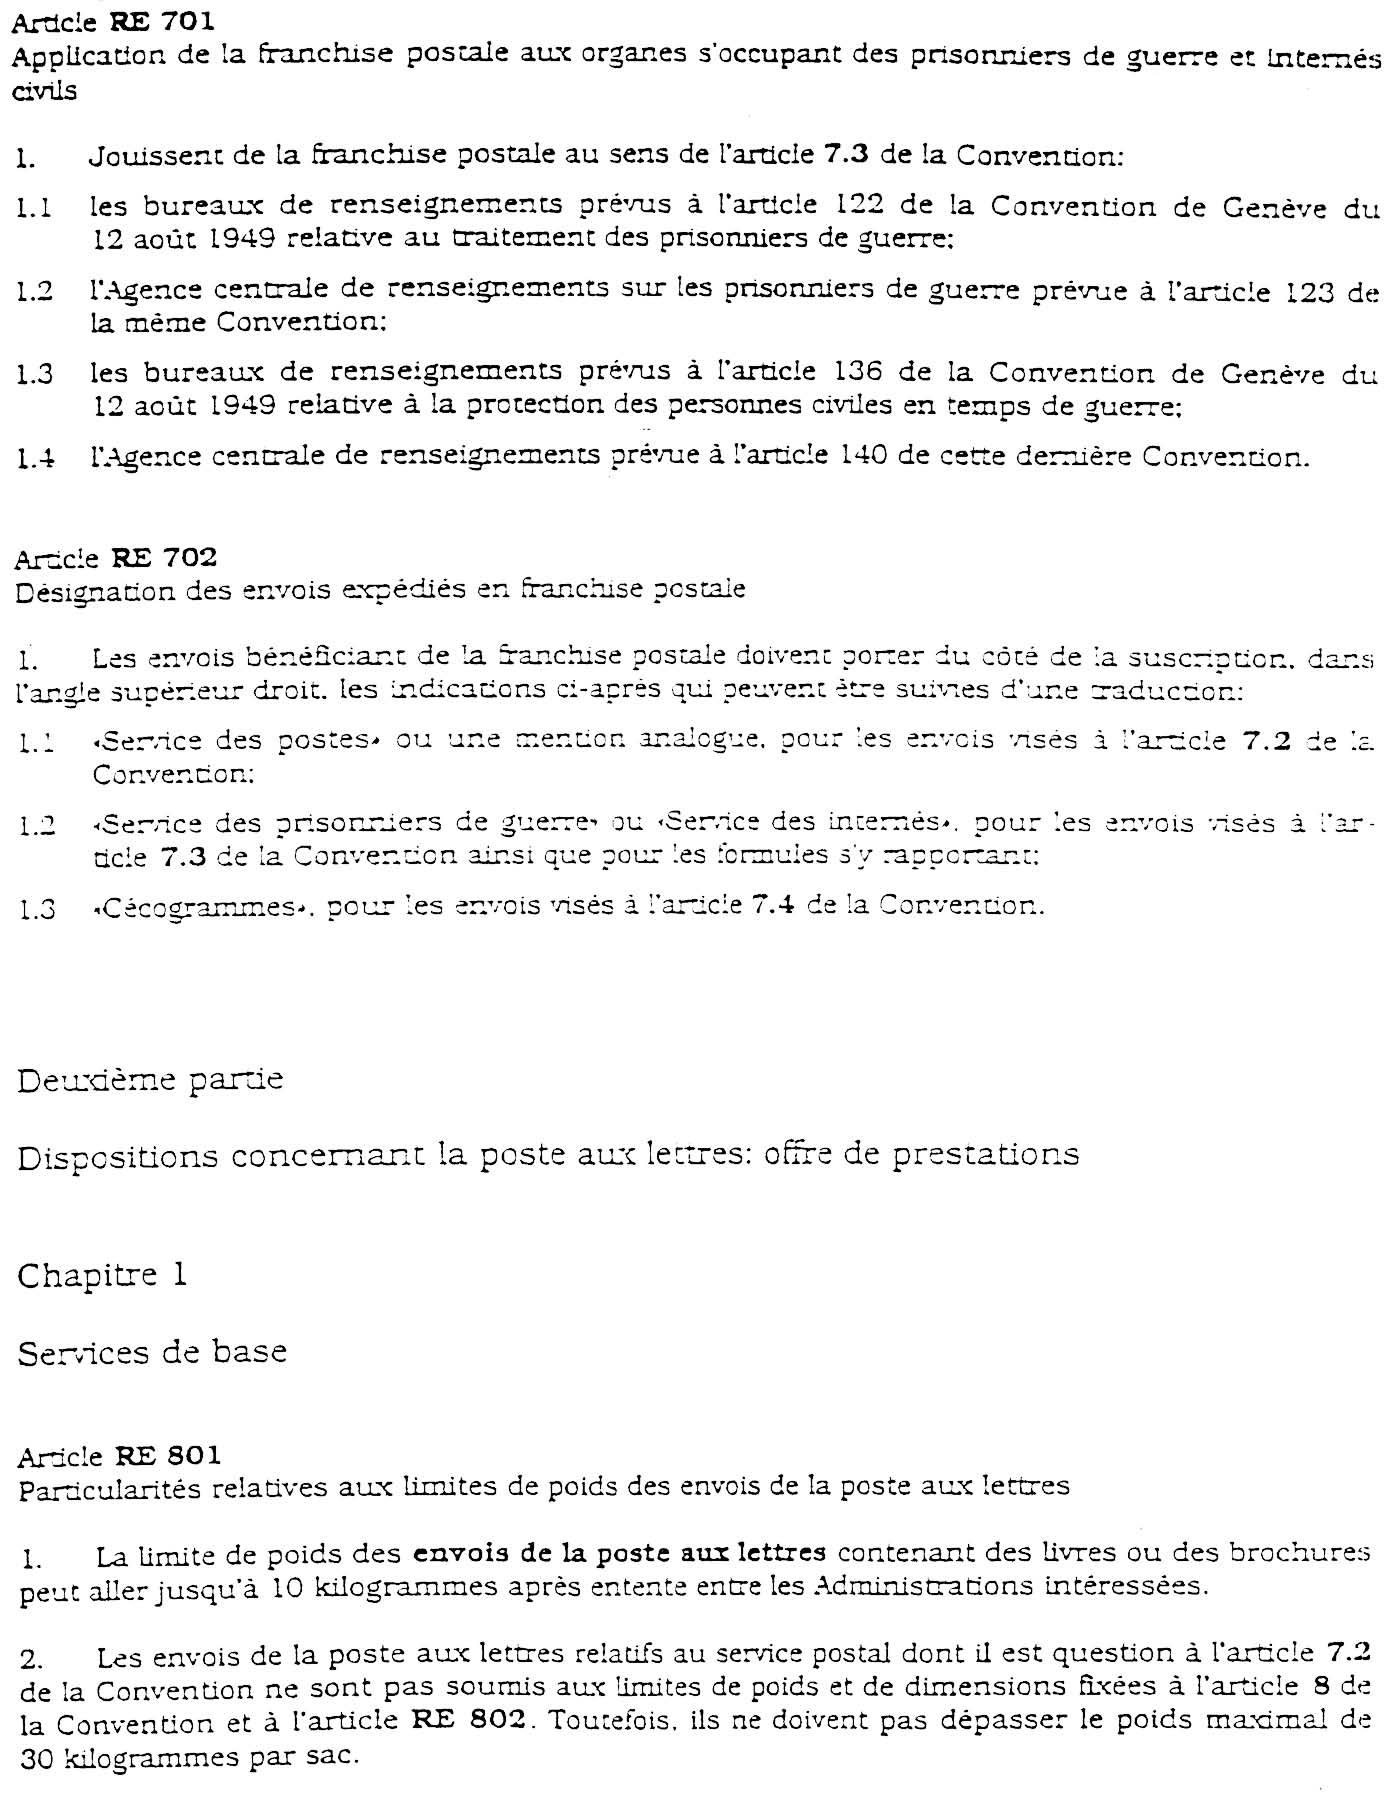 Article RE 701
Application de la franchise postale aux organes s'occupant des prisonniers de guerre et internés
civils
1. Jouissent de la franchise postale au sens de l'article 7.3 de la Convention:
1.1 les bureaux de renseignements prévus à l'article 122 de la Convention de Genève du
12 août 1949 relative au traitement des prisonniers de guerre;
1.2 l'Agence centrale de renseignements sur les prisonniers de guerre prévue à l'article 123 de
la même Convention;
1.3 les bureaux de renseignements prévus à l'article 136 de la Convention de Genève du
12 août 1949 relative à la protection des personnes civiles en temps de guerre;
1.4 l'Agence centrale de renseignements prévue à l'article 140 de cette dernière Convention.
Article RE 702
Désignation des envois expédiés en franchise postale
1. Les envois bénéficiant de la franchise postale doivent porter du côté de la suscription, dans
l'angle supérieur droit, les indications ci-après qui peuvent être suivies d'une traduction:
1.1 «Service des postes» ou une mention analogue, pour les envois visés à l'article 7.2 de la
Convention;
1.2 «Service des prisonniers de guerre» ou «Service des internés», pour les envois visés à l'ar-
ticle 7.3 de la Convention ainsi que pour les formules s'y rapportant;
1.3 «Cécogrammes», pour les envois visés à l'article 7.4 de la Convention.
Deuxième partie
Dispositions concernant la poste aux lettres: offre de prestations
Chapitre 1
Services de base
Article RE 801
Particularités relatives aux limites de poids des envois de la poste aux lettres
1. La limite de poids des envois de la poste aux lettres contenant des livres ou des brochures
peut aller jusqu'à 10 kilogrammes après entente entre les Administrations intéressées.
2. Les envois de la poste aux lettres relatifs au service postal dont il est question à l'article 7.2
de la Convention ne sont pas soumis aux limites de poids et de dimensions fixées à l'article 8 de
la Convention et à l'article RE 802. Toutefois, ils ne doivent pas dépasser le poids maximal de
30 kilogrammes par sac.